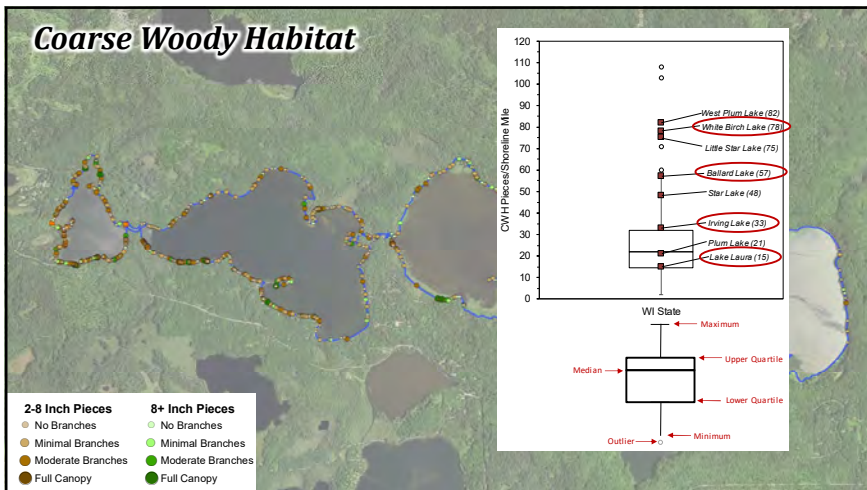 Coarse Woody Habitat
120
110
100
90
80
70
60
50
40
30
20
10
0
CWH Pieces/Shoreline Mile
West Plum Lake (82)
White Birch Lake (78)
Little Star Lake (75)
Ballard Lake (57)
Star Lake (48)
Irving Lake (33)
Plum Lake (21)
Lake Laura (15)
WI State
Maximum
Upper Quartile
Median
Lower Quartile
Minimum
Outlier
2-8 Inch Pieces
No Branches
Minimal Branches
Moderate Branches
Full Canopy
8+ Inch Pieces
No Branches
Minimal Branches
Moderate Branches
Full Canopy